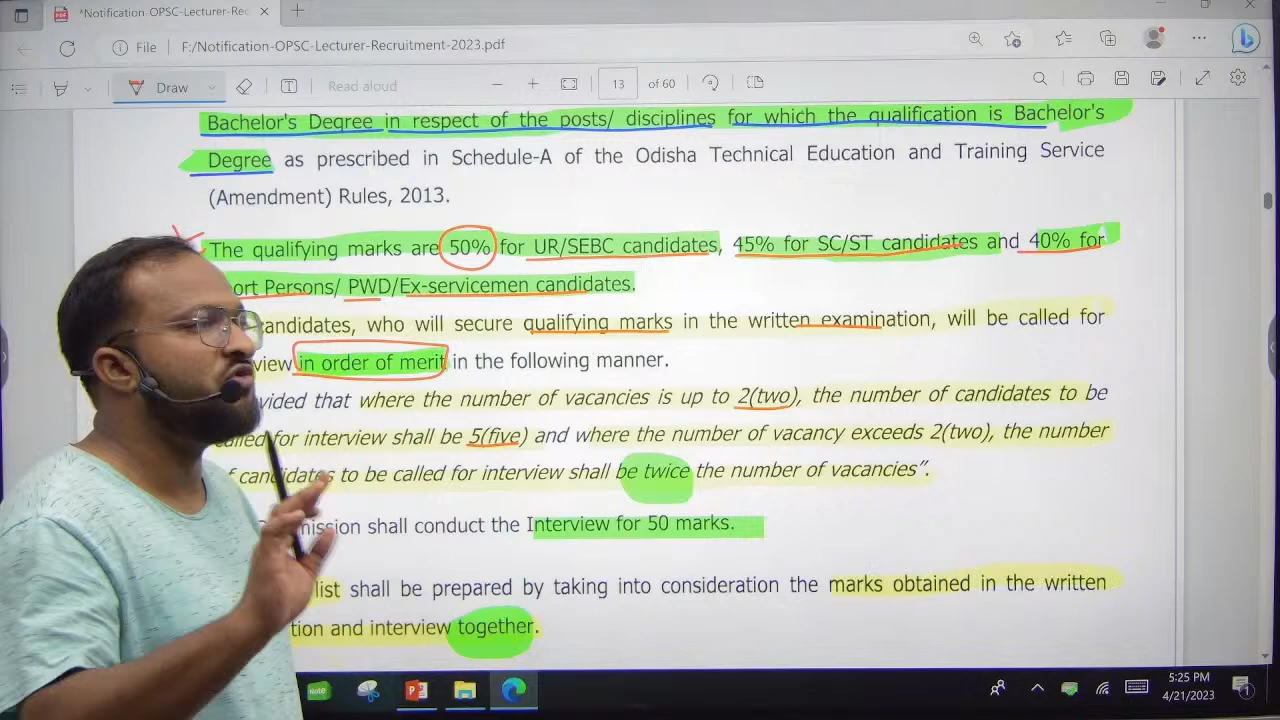 *Notification-OPSC-Lecturer-Rec
File F:/Notification-OPSC-Lecturer-Recruitment-2023.pdf
Draw Read aloud 13 of 60
Bachelor's Degree in respect of the posts/ disciplines for which the qualification is Bachelor's
Degree as prescribed in Schedule-A of the Odisha Technical Education and Training Service
(Amendment) Rules, 2013.
The qualifying marks are 50% for UR/SEBC candidates, 45% for SC/ST candidates and 40% for
ort Persons/ PWD/Ex-servicemen candidates.
andidates, who will secure qualifying marks in the written examination, will be called for
view in order of merit in the following manner.
vided that where the number of vacancies is up to 2(two), the number of candidates to be
called for interview shall be 5(five) and where the number of vacancy exceeds 2(two), the number
f candidates to be called for interview shall be twice the number of vacancies”.
mission shall conduct the Interview for 50 marks.
list shall be prepared by taking into consideration the marks obtained in the written
tion and interview together.
Note
5:25 PM
4/21/2023
1